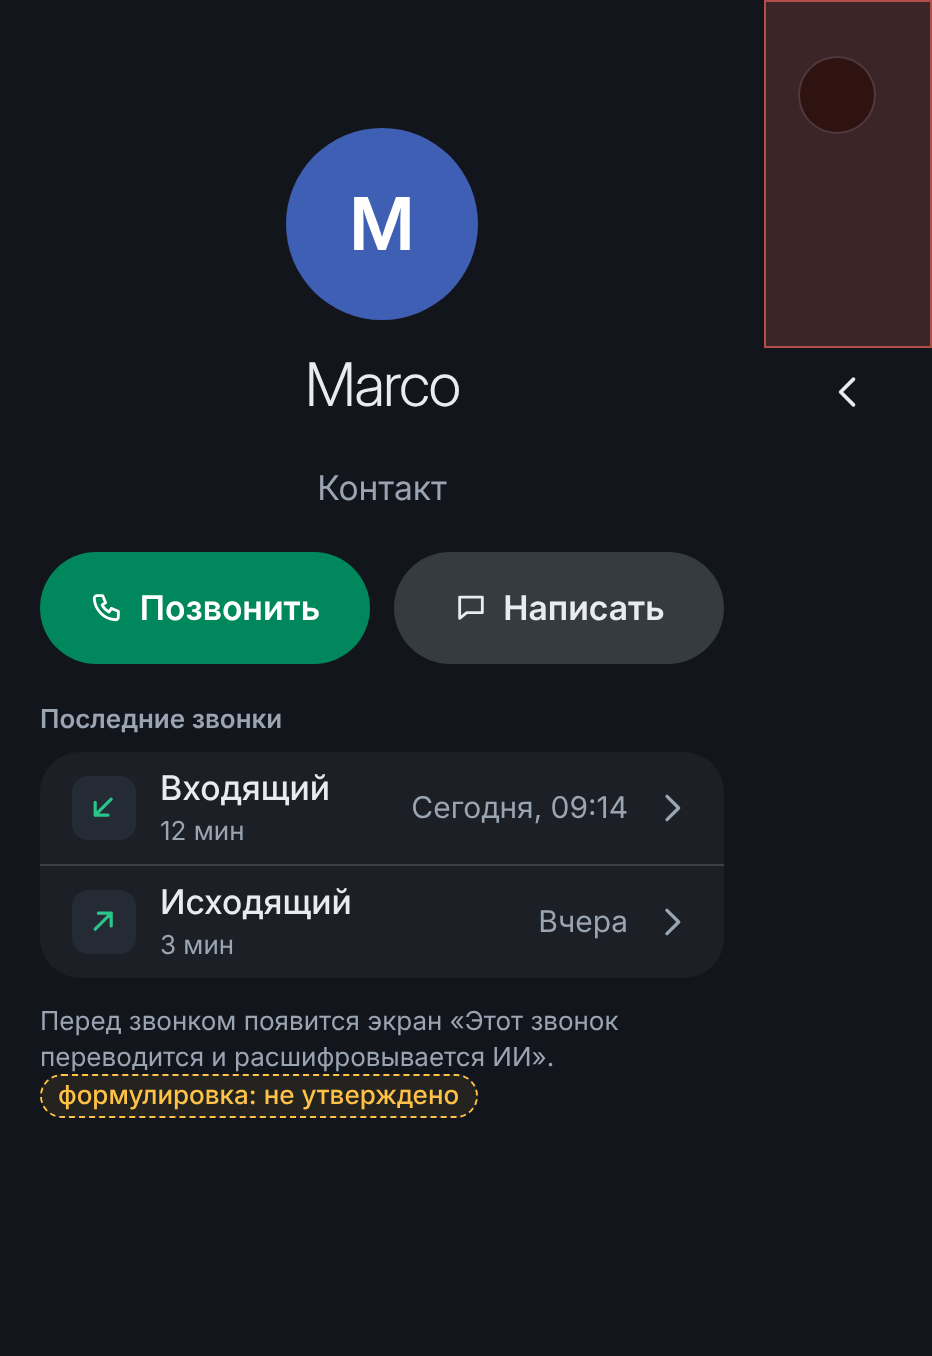 M
Marco
Контакт
Позвонить
Написать
Последние звонки
Входящий
12 мин
Сегодня, 09:14
Исходящий
3 мин
Вчера
Перед звонком появится экран «Этот звонок
переводится и расшифровывается ИИ».
формулировка: не утверждено